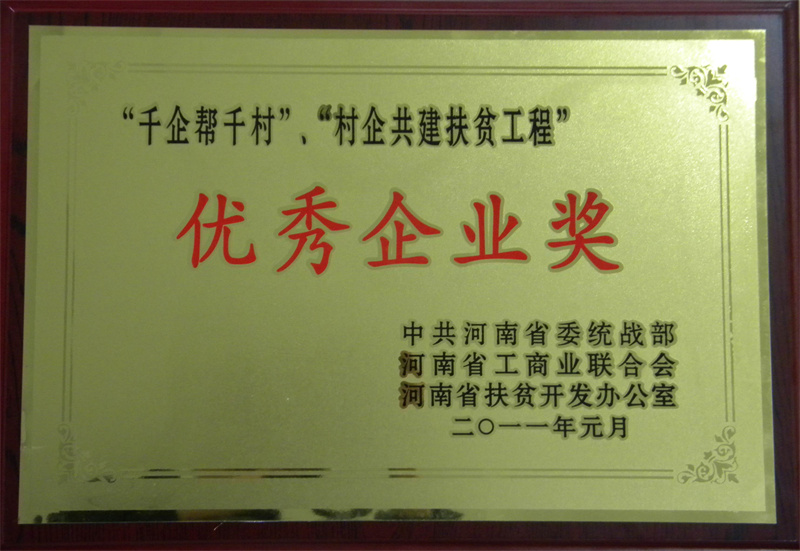 “千企帮千村”、“村企共建扶贫工程”
优秀企业奖
中共河南省委统战部
河南省工商业联合会
河南省扶贫开发办公室
二〇一一年元月